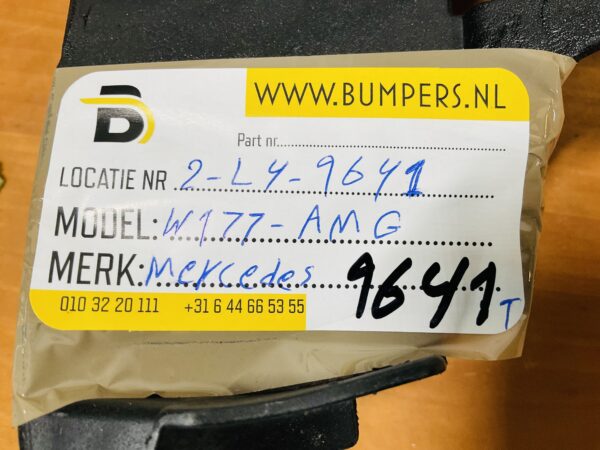 B
WWW.BUMPERS.NL
Part nr.
LOCATIE NR 2-L4-9641
MODEL: W177-AMG
MERK: Mercedes
9641 T
010 32 20 111 +31 6 44 66 53 55